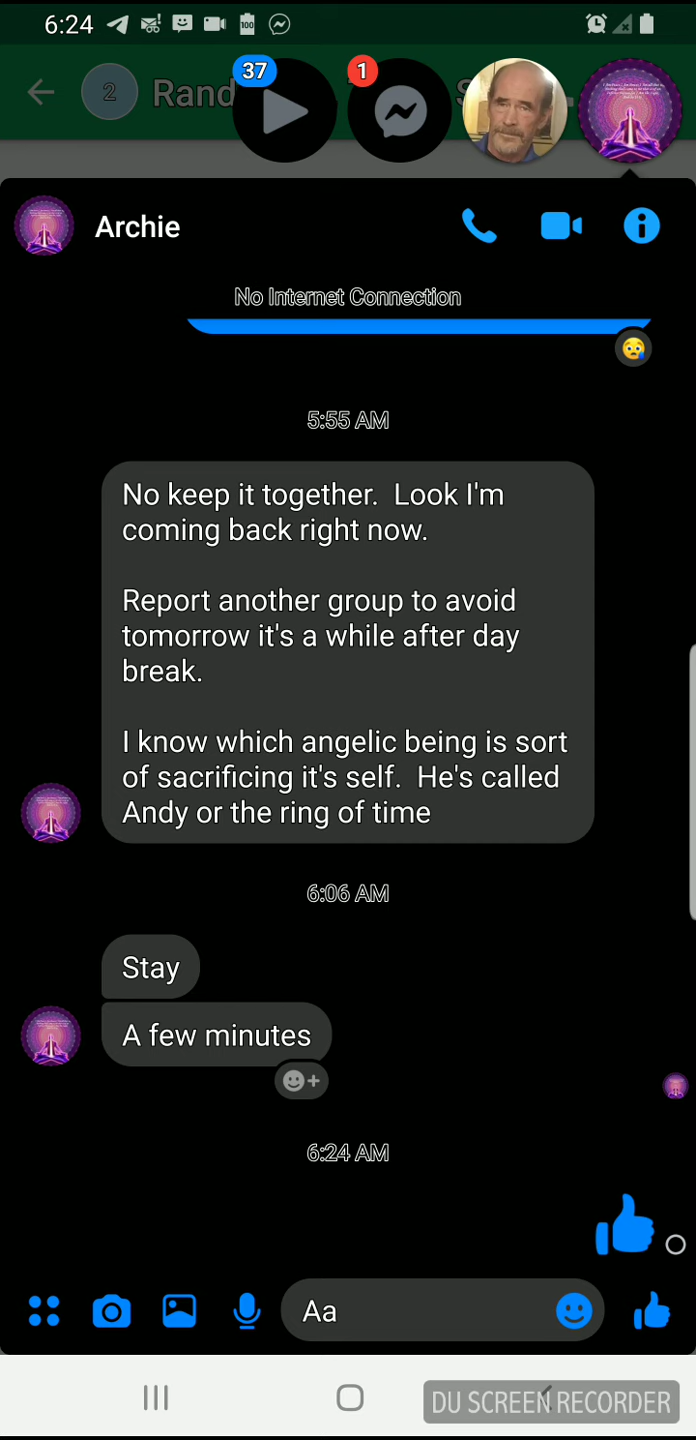 6:24
100
2
Rand
37
1
Archie
No Internet Connection
5:55 AM
No keep it together.  Look I'm
coming back right now.
Report another group to avoid
tomorrow it's a while after day
break.
I know which angelic being is sort
of sacrificing it's self.  He's called
Andy or the ring of time
6:06 AM
Stay
A few minutes
6:24 AM
Aa
DU SCREEN RECORDER